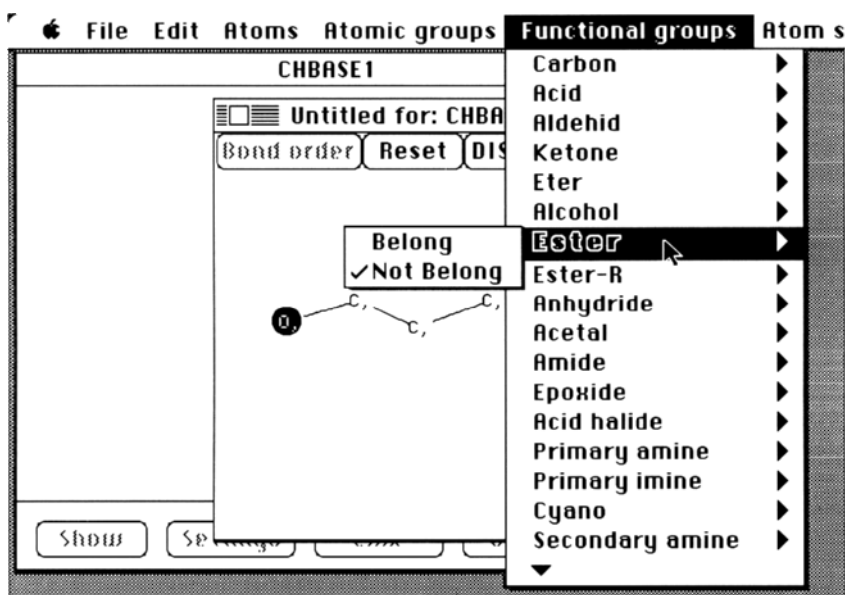 File Edit Atoms Atomic groups Functional groups Atom s
CHBASE1
Untitled for: CHBA
Bond order Reset DIS
Carbon
Acid
Aldehid
Ketone
Eter
Alcohol
Ester
Belong
✓Not Belong
Ester-R
Anhydride
Acetal
Amide
Epoxide
Acid halide
Primary amine
Primary imine
Cyano
Secondary amine
O, C, C, C,
Show